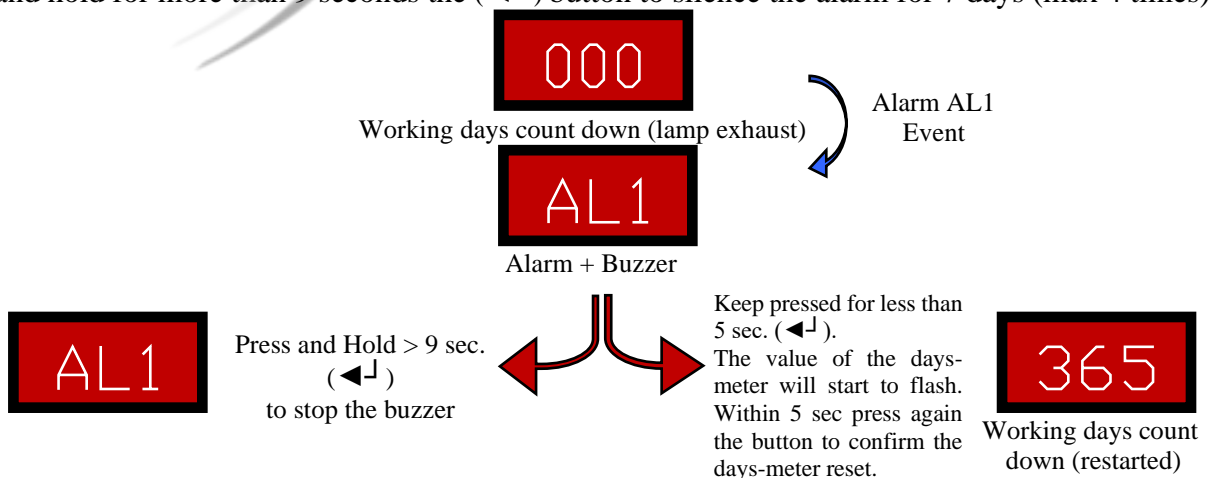 and hold for more than 9 seconds the (◄┘) button to silence the alarm for 7 days (max 4 times)
000
Working days count down (lamp exhaust)
Alarm AL1
Event
AL1
Alarm + Buzzer
AL1
Press and Hold > 9 sec.
(◄┘)
to stop the buzzer
Keep pressed for less than
5 sec. (◄┘).
The value of the days-
meter will start to flash.
Within 5 sec press again
the button to confirm the
days-meter reset.
365
Working days count
down (restarted)